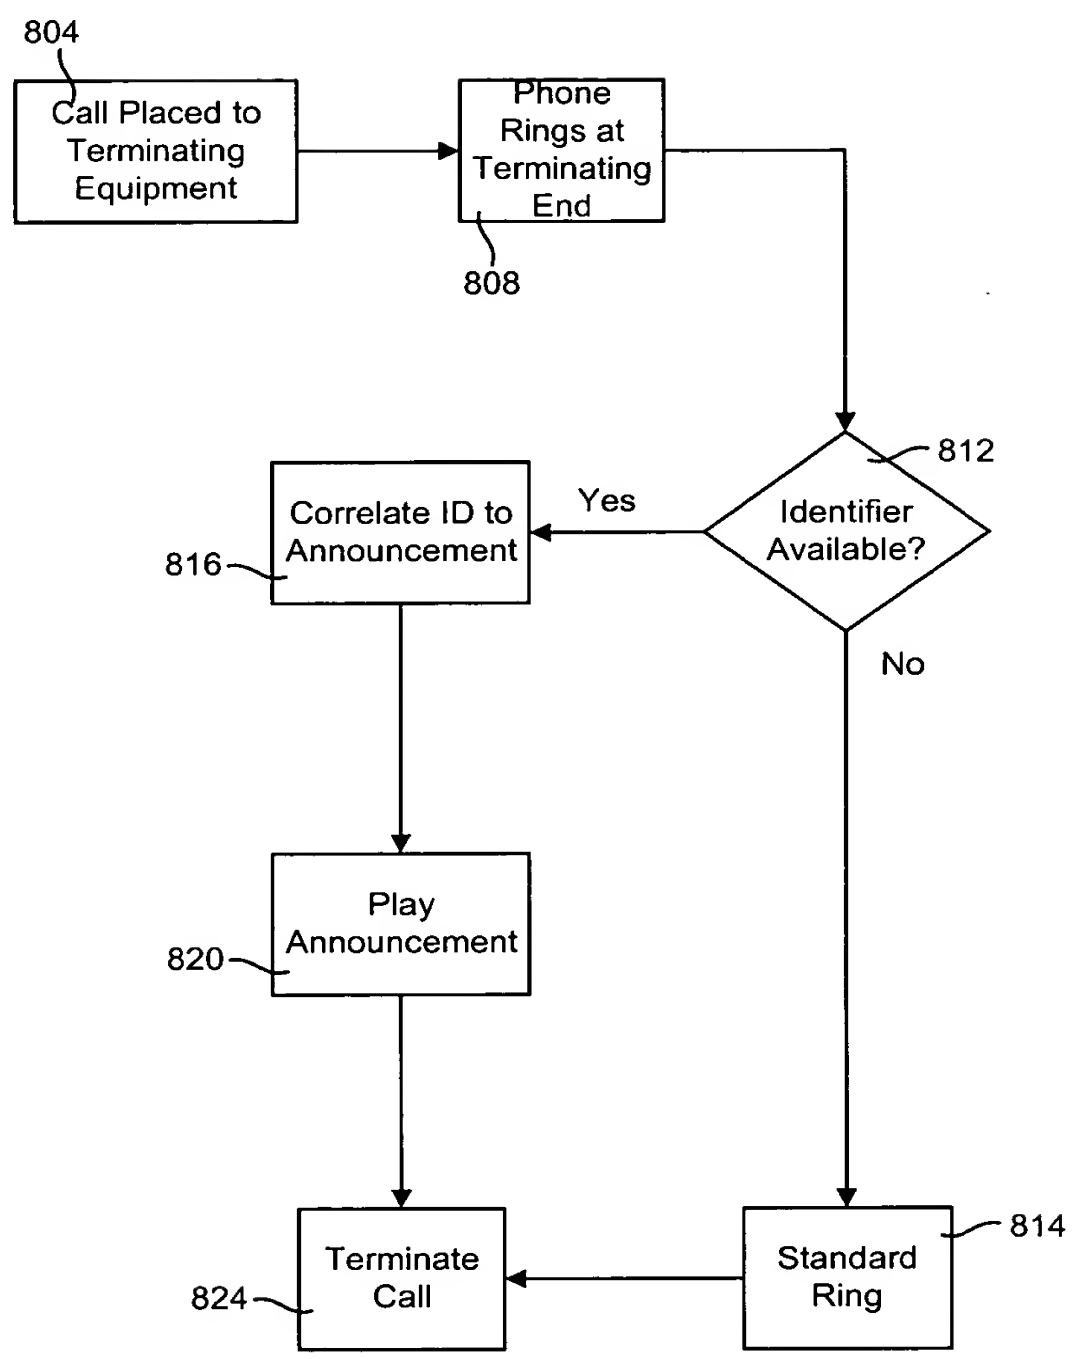 804
Call Placed to
Terminating
Equipment
Phone
Rings at
Terminating
End
808
812
Identifier
Available?
Yes
No
Correlate ID to
Announcement
816
Play
Announcement
820
Terminate
Call
824
Standard
Ring
814